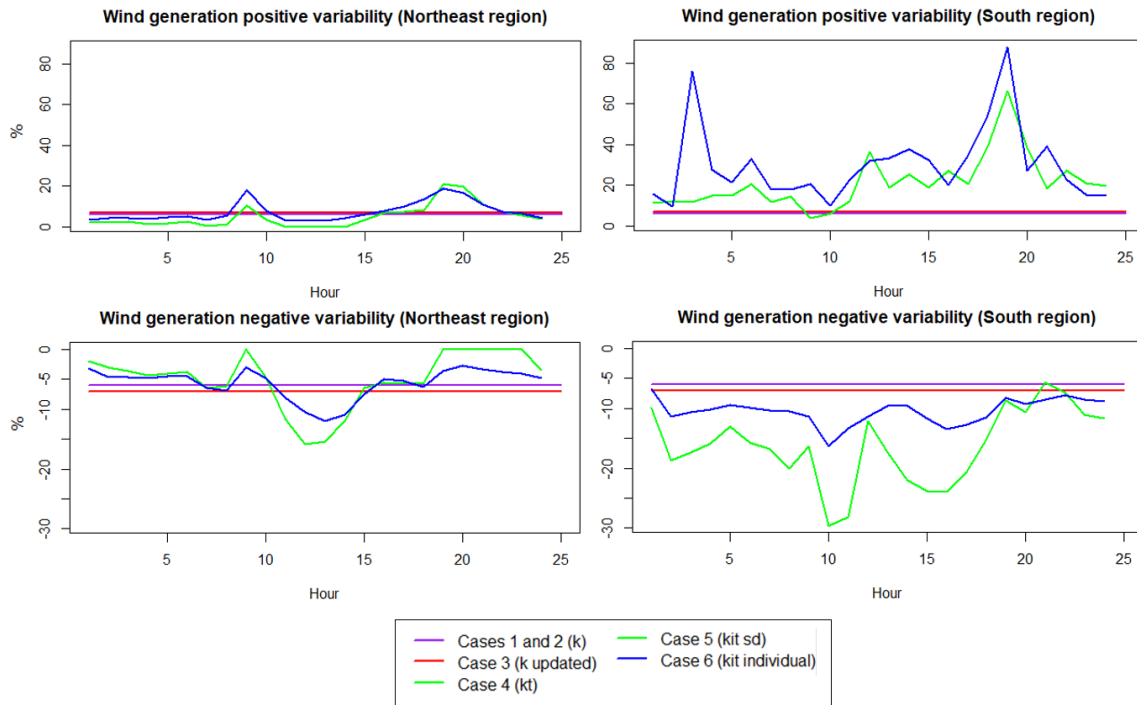 Wind generation positive variability (Northeast region)
%
0 20 40 60 80
5 10 15 20 25
Hour
Wind generation positive variability (South region)
0 20 40 60 80
5 10 15 20 25
Hour
Wind generation negative variability (Northeast region)
%
-30 -20 -10 -5 0
5 10 15 20 25
Hour
Wind generation negative variability (South region)
-30 -20 -10 -5 0
5 10 15 20 25
Hour
Cases 1 and 2 (k)
Case 3 (k updated)
Case 4 (kt)
Case 5 (kit sd)
Case 6 (kit individual)